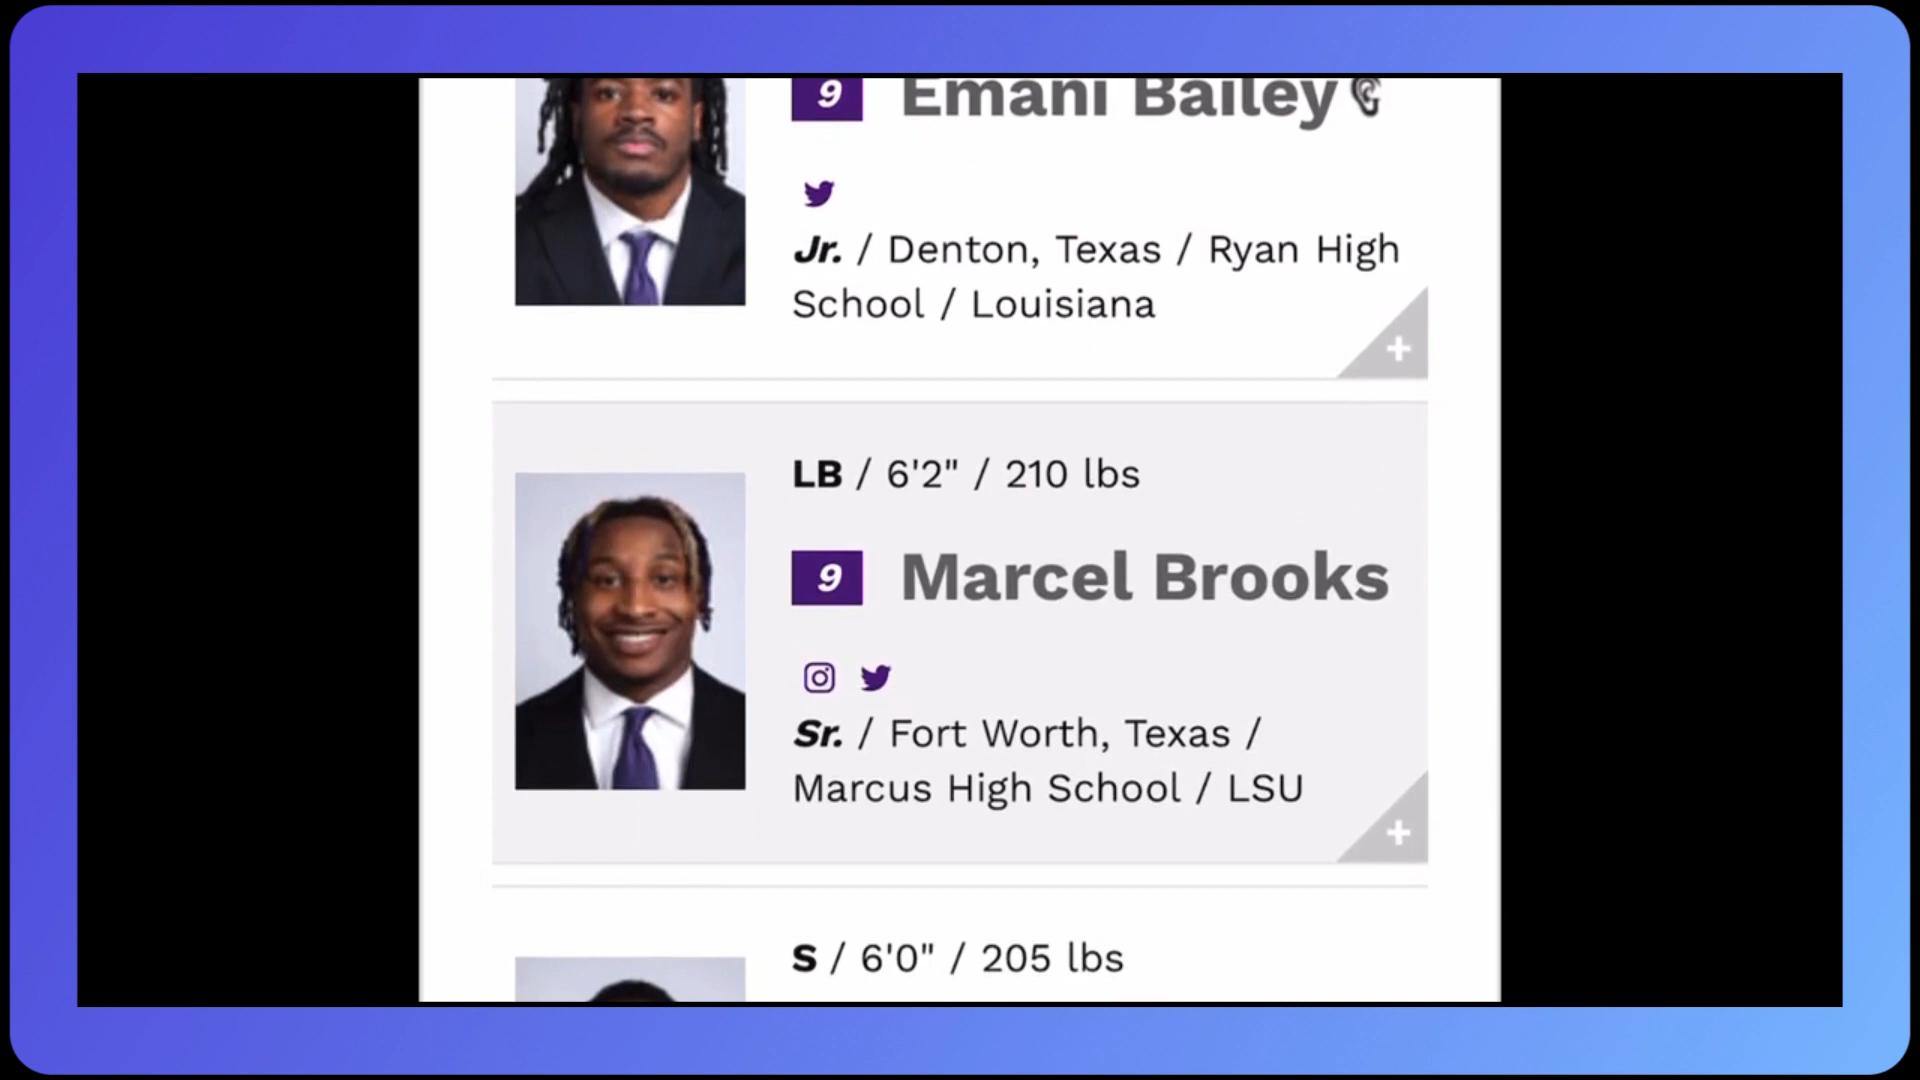 9 Emani Bailey
Jr. / Denton, Texas / Ryan High
School / Louisiana
+
LB / 6'2" / 210 lbs
9 Marcel Brooks
Sr. / Fort Worth, Texas /
Marcus High School / LSU
+
S / 6'0" / 205 lbs